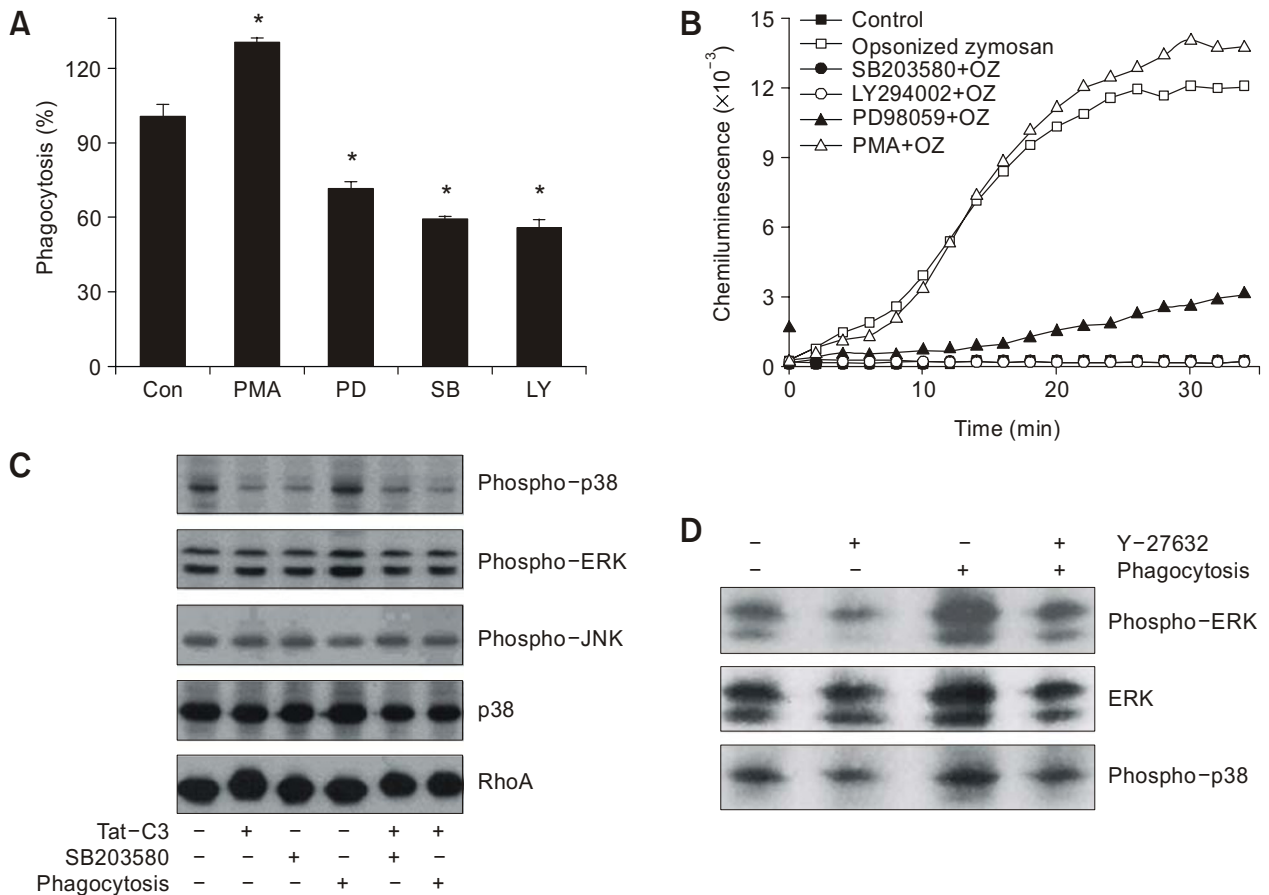 A
Phagocytosis (%)
120
90
60
30
0
*
*
*
*
Con PMA PD SB LY
B
Chemiluminescence (×10⁻³)
15
12
9
6
3
0
Control
Opsonized zymosan
SB203580+OZ
LY294002+OZ
PD98059+OZ
PMA+OZ
0 10 20 30
Time (min)
C
Phospho−p38
Phospho−ERK
Phospho−JNK
p38
RhoA
Tat−C3 − + − − + +
SB203580 − − + − + −
Phagocytosis − − − + − +
D
− + − + Y−27632
− − + + Phagocytosis
Phospho−ERK
ERK
Phospho−p38